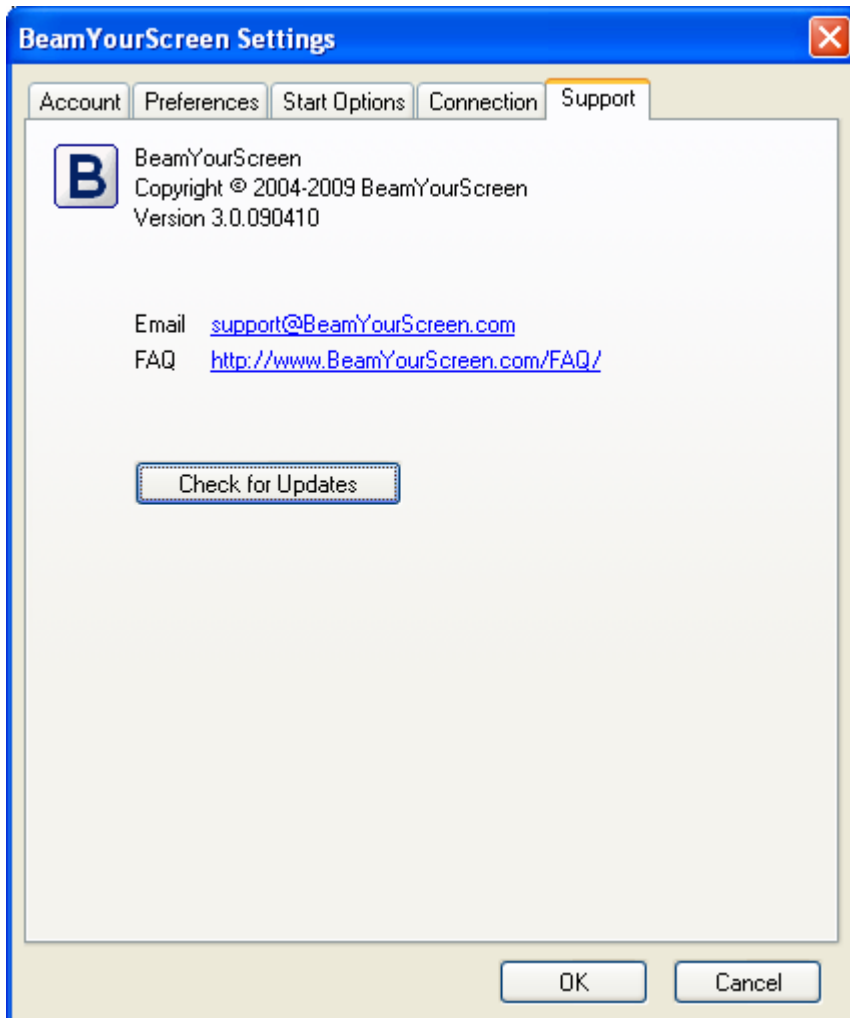 BeamYourScreen Settings
Account Preferences Start Options Connection Support
B
BeamYourScreen
Copyright © 2004-2009 BeamYourScreen
Version 3.0.090410
Email support@BeamYourScreen.com
FAQ http://www.BeamYourScreen.com/FAQ/
Check for Updates
OK Cancel